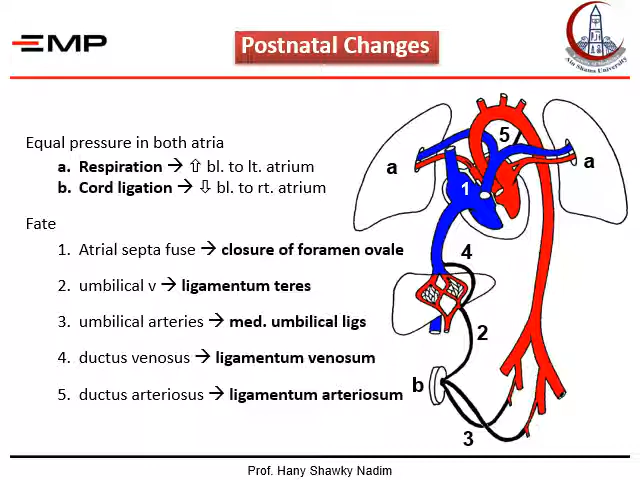 EMP
Postnatal Changes
Ain Shams University
Equal pressure in both atria
a. Respiration → ⇧ bl. to lt. atrium
b. Cord ligation → ⇩ bl. to rt. atrium
Fate
1. Atrial septa fuse → closure of foramen ovale
2. umbilical v → ligamentum teres
3. umbilical arteries → med. umbilical ligs
4. ductus venosus → ligamentum venosum
5. ductus arteriosus → ligamentum arteriosum
5
a
a
1
4
2
b
3
Prof. Hany Shawky Nadim